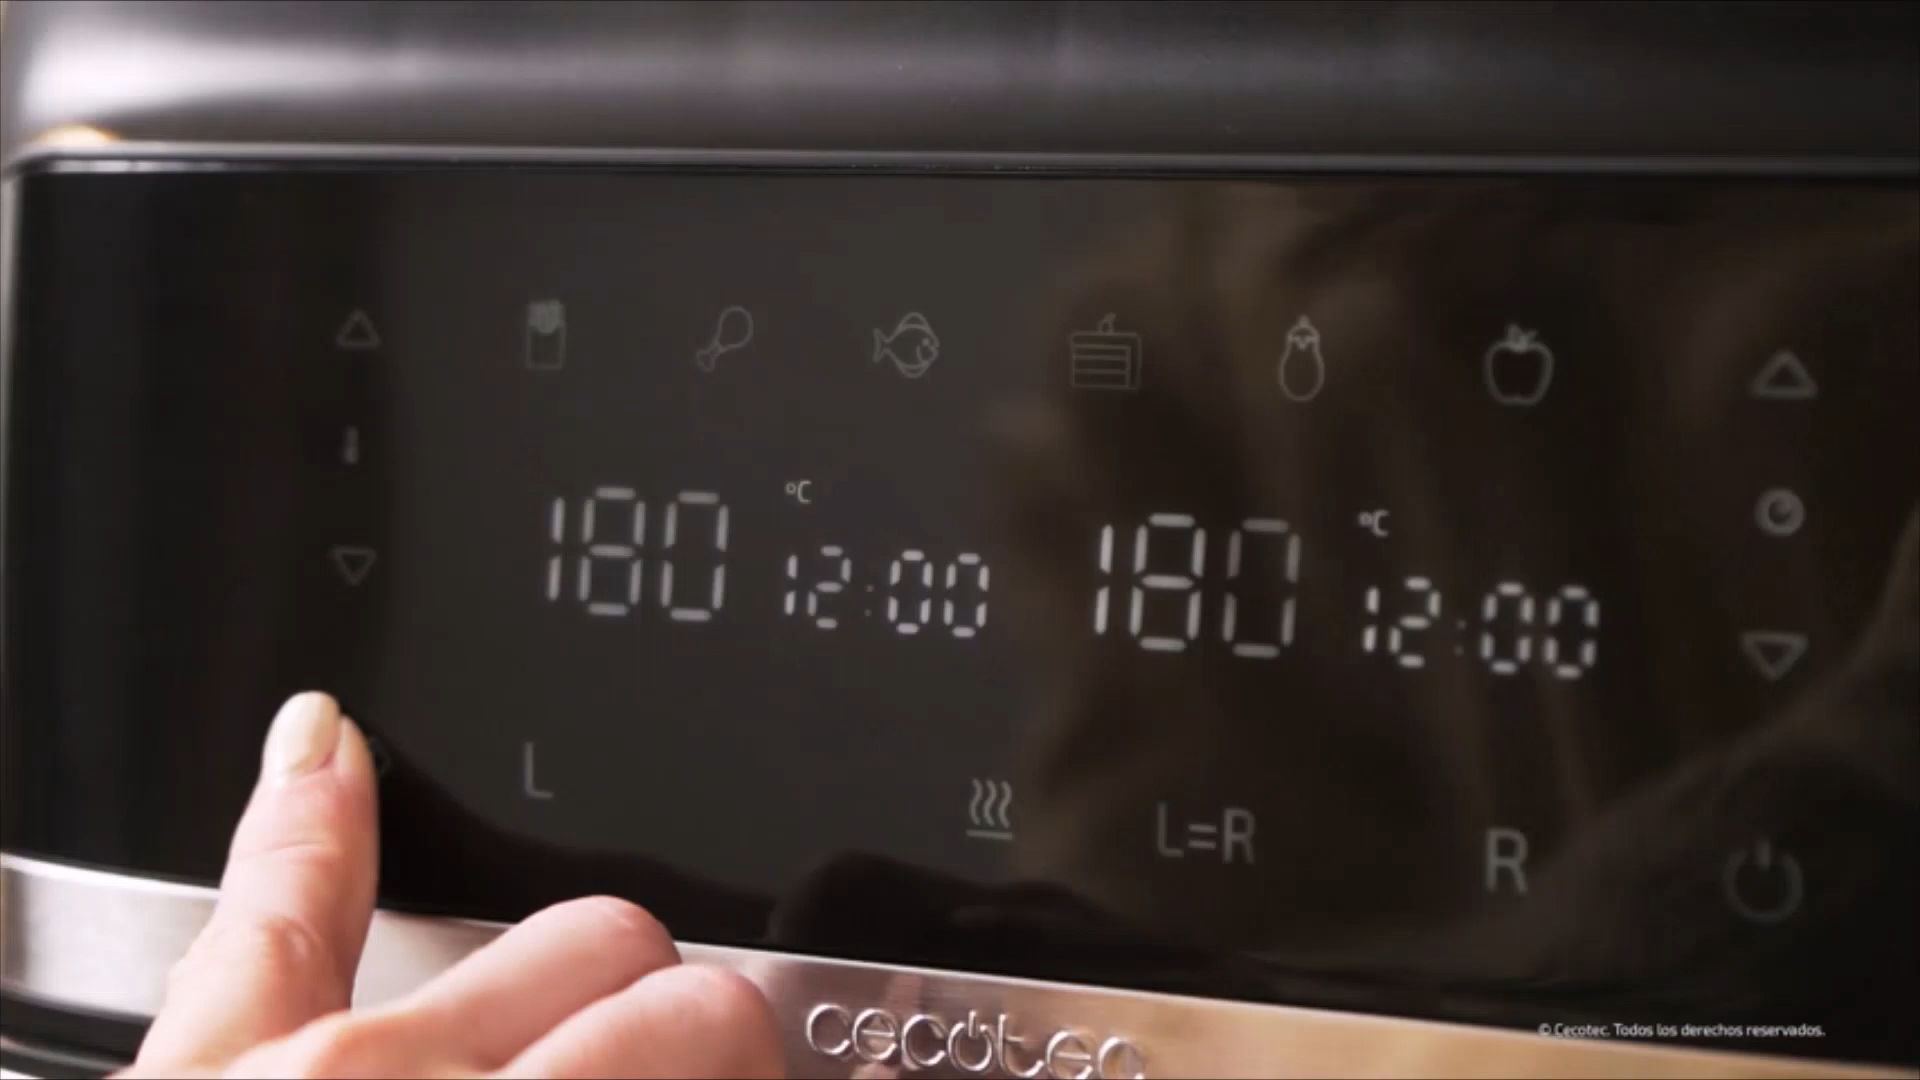 180 °C 12:00 180 °C 12:00
L L=R R
cecotec
© Cecotec. Todos los derechos reservados.